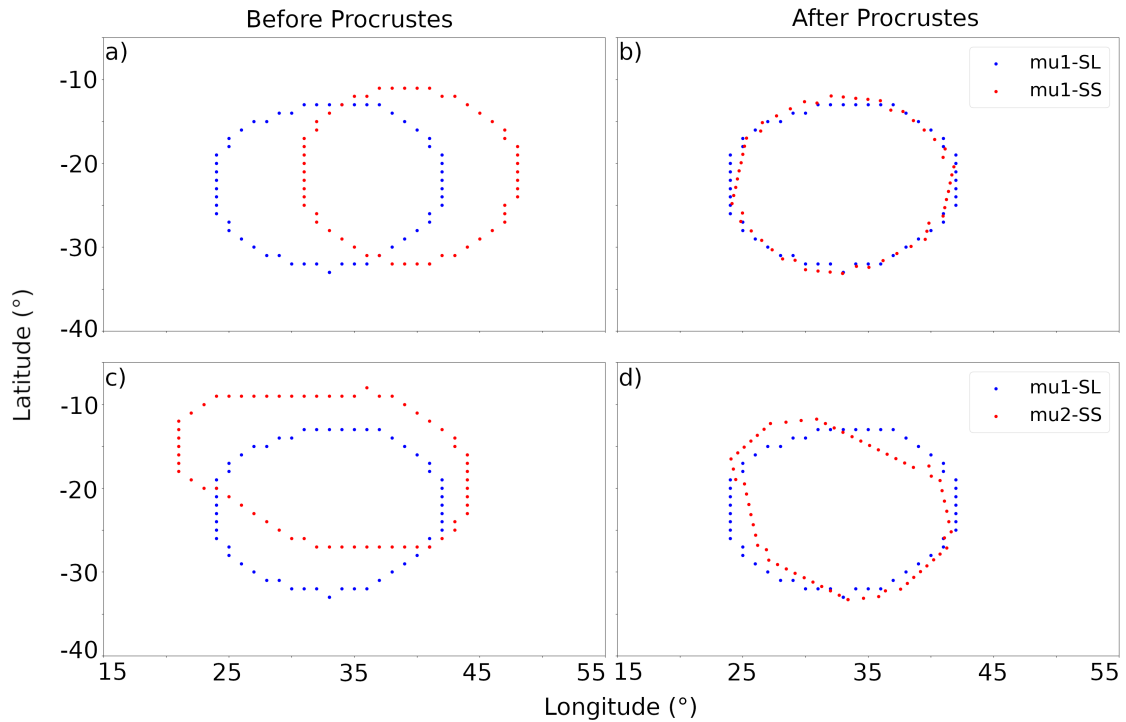 Before Procrustes
After Procrustes
a)
-10
-20
-30
-40
b)
mu1-SL
mu1-SS
Latitude (°)
c)
-10
-20
-30
-40
15
25
35
45
55
d)
mu1-SL
mu2-SS
15
25
35
45
55
Longitude (°)